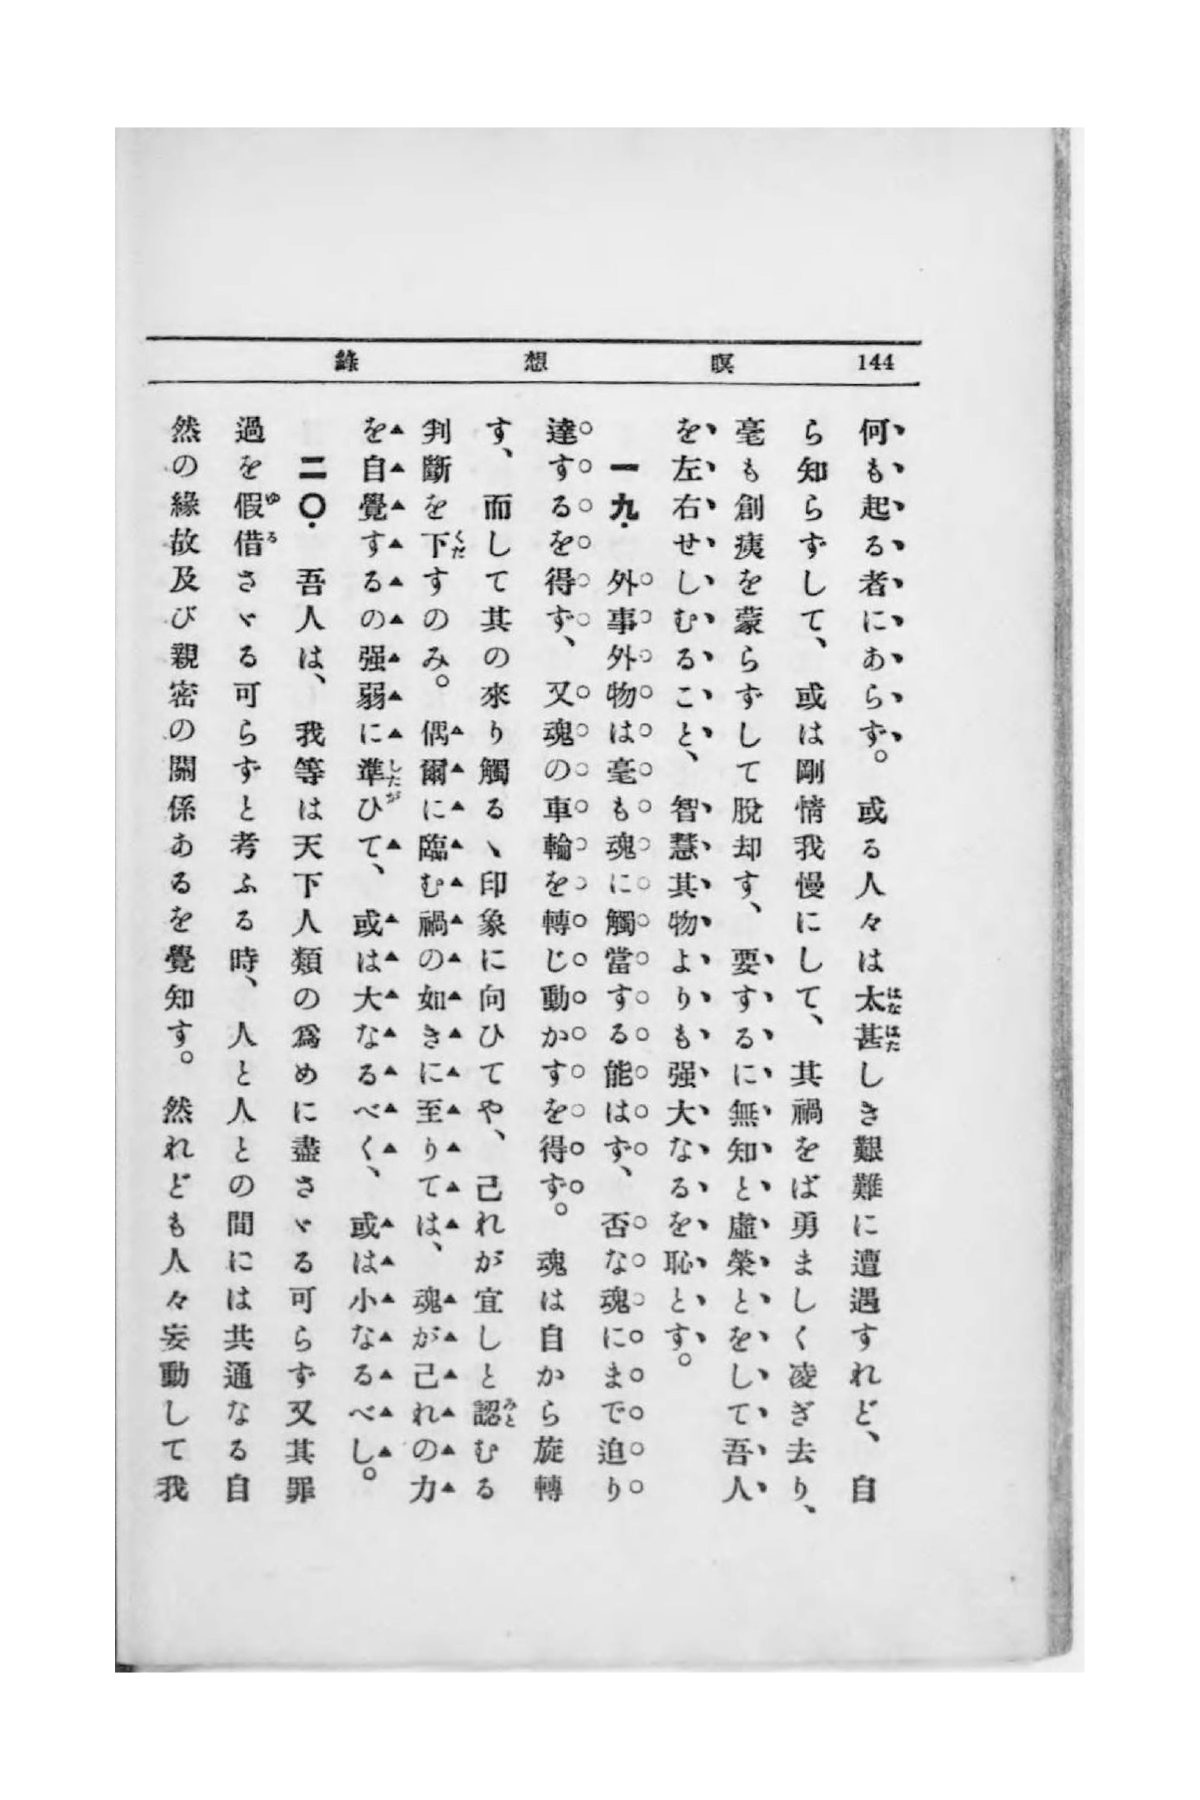 144 瞑想錄
何も起る者にあらず。或る人々は太甚しき艱難に遭遇すれど、自
ら知らずして、或は剛情我慢にして、其禍をば勇ましく凌ぎ去り、
毫も創痍を蒙らずして脫却す、要するに無知と虛榮とをして吾人
を左右せしむること、智慧其物よりも强大なるを恥とす。
一九. 外事外物は毫も魂に觸當する能はず、否な魂にまで迫り
達するを得ず、又魂の車輪を轉じ動かすを得ず。魂は自から旋轉
す、而して其の來り觸るヽ印象に向ひてや、己れが宜しと認むる
判斷を下すのみ。偶爾に臨む禍の如きに至りては、魂が己れの力
を自覺するの强弱に準ひて、或は大なるべく、或は小なるべし。
二〇. 吾人は、我等は天下人類の爲めに盡さヾる可らず又其罪
過を假借さヾる可らずと考ふる時、人と人との間には共通なる自
然の緣故及び親密の關係あるを覺知す。然れども人々妄動して我